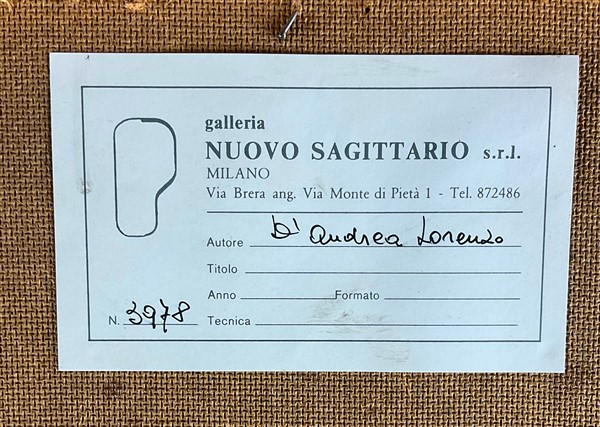 galleria
NUOVO SAGITTARIO s.r.l.
MILANO
Via Brera ang. Via Monte di Pietà 1 - Tel. 872486
Autore D'Andrea Lorenzo
Titolo
Anno Formato
N. 3978 Tecnica